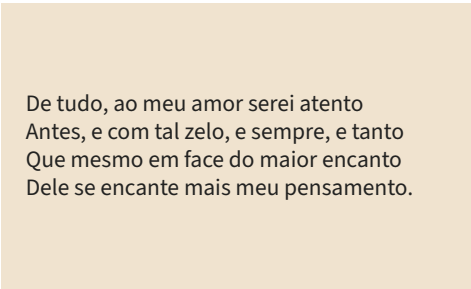 De tudo, ao meu amor serei atento
Antes, e com tal zelo, e sempre, e tanto
Que mesmo em face do maior encanto
Dele se encante mais meu pensamento.